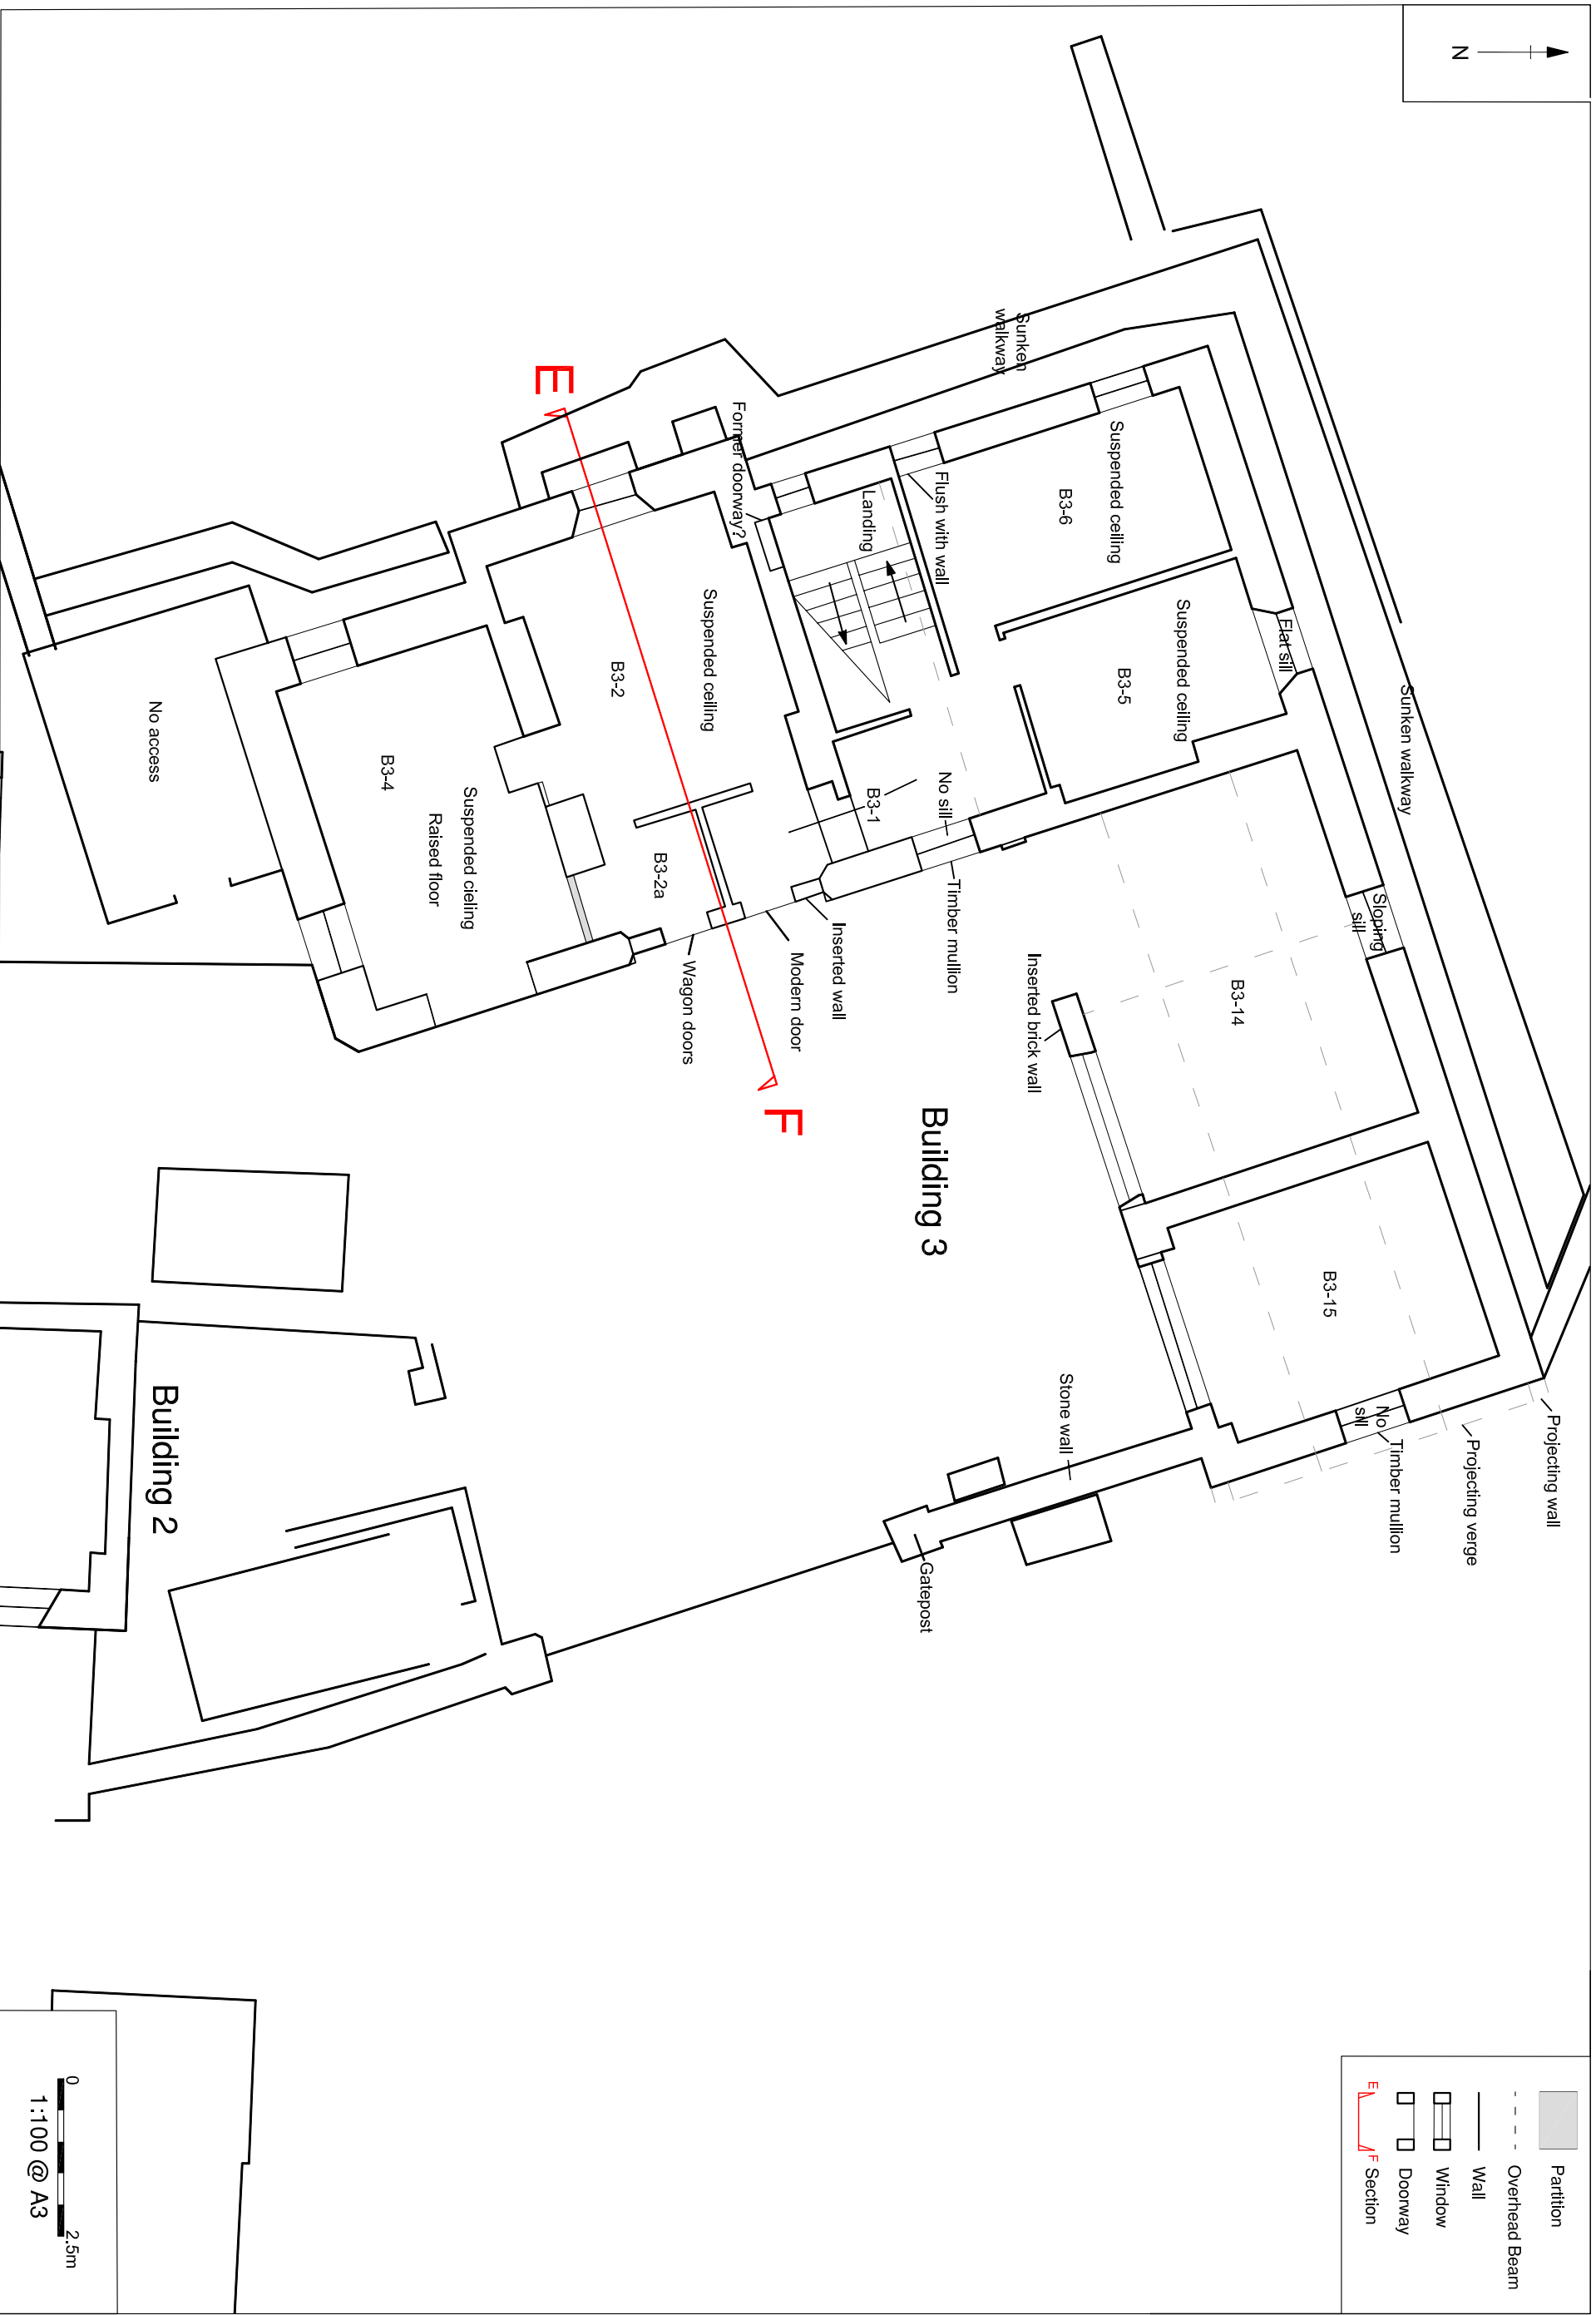 N
Partition
Overhead Beam
Wall
Window
Doorway
E F Section
Sunken walkway
Sunken
walkway
Flat sill
Sloping
sill
Suspended ceiling
B3-6
Suspended ceiling
B3-5
Flush with wall
Landing
Former doorway?
B3-14
B3-15
No
sill
Timber mullion
Projecting verge
Projecting wall
No sill
B3-1
Timber mullion
Inserted brick wall
Inserted wall
Modern door
Wagon doors
Suspended ceiling
B3-2
B3-2a
E
F
Building 3
Stone wall
Gatepost
Suspended cieling
Raised floor
B3-4
No access
Building 2
0 2.5m
1:100 @ A3